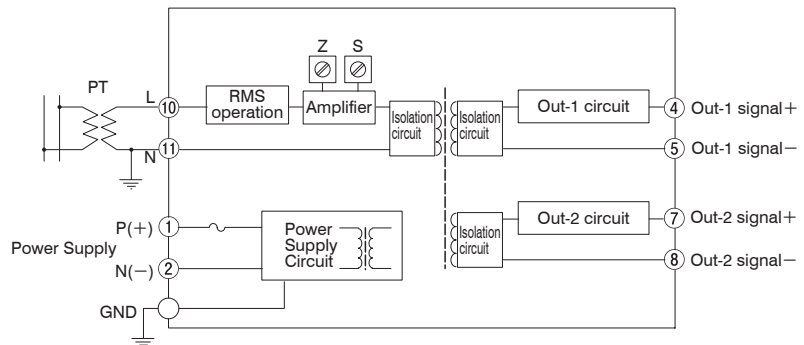 Z S
PT
L 10 RMS operation Amplifier Isolation circuit Isolation circuit Out-1 circuit 4 Out-1 signal+
N 11 5 Out-1 signal−
Power Supply
P(+) 1 Power Supply Circuit Isolation circuit Out-2 circuit 7 Out-2 signal+
N(−) 2 8 Out-2 signal−
GND